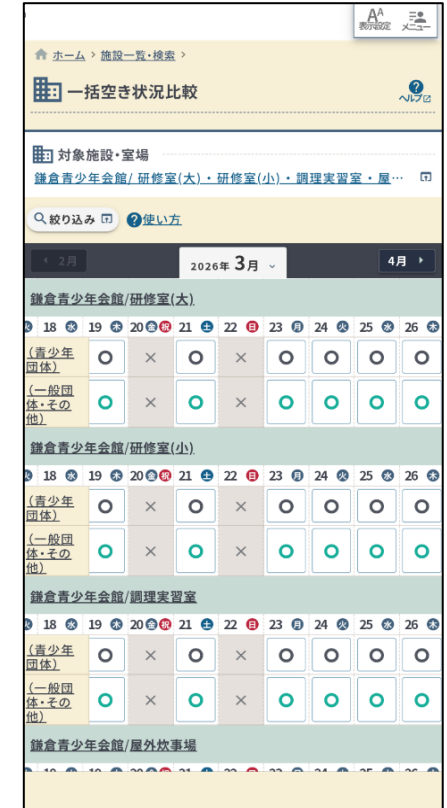 AA
表示設定 メニュー
ホーム > 施設一覧・検索 >
一括空き状況比較
ヘルプ
対象施設・室場
鎌倉青少年会館/ 研修室(大)・研修室(小)・調理実習室・屋…
絞り込み ?使い方
2月 2026年 3月 4月
鎌倉青少年会館/研修室(大)
18 水 19 木 20 金 祝 21 土 22 日 23 月 24 火 25 水 26 木
(青少年
団体) ○ × ○ × ○ ○ ○ ○
(一般団
体・その
他) ○ × ○ × ○ ○ ○ ○
鎌倉青少年会館/研修室(小)
18 水 19 木 20 金 祝 21 土 22 日 23 月 24 火 25 水 26 木
(青少年
団体) ○ × ○ × ○ ○ ○ ○
(一般団
体・その
他) ○ × ○ × ○ ○ ○ ○
鎌倉青少年会館/調理実習室
18 水 19 木 20 金 祝 21 土 22 日 23 月 24 火 25 水 26 木
(青少年
団体) ○ × ○ × ○ ○ ○ ○
(一般団
体・その
他) ○ × ○ × ○ ○ ○ ○
鎌倉青少年会館/屋外炊事場